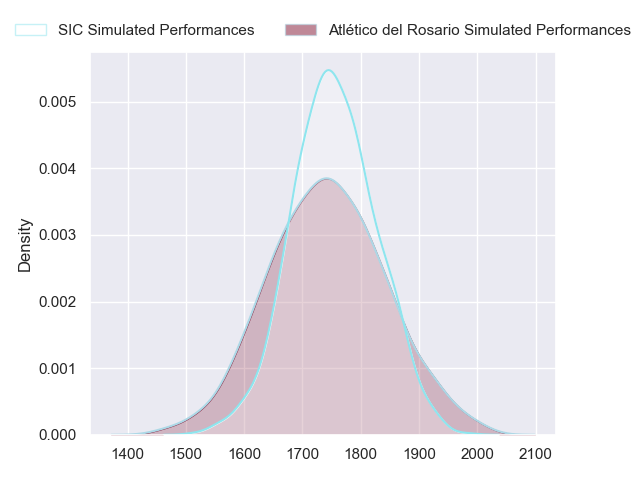 SIC Simulated Performances
Atlético del Rosario Simulated Performances
Density
0.005
0.004
0.003
0.002
0.001
0.000
1400 1500 1600 1700 1800 1900 2000 2100